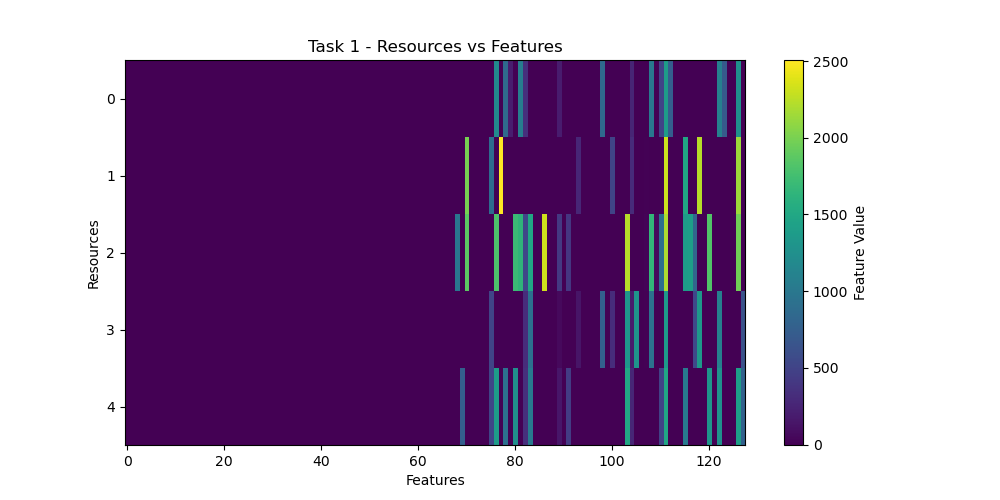 Task 1 - Resources vs Features
Resources
0
1
2
3
4
0 20 40 60 80 100 120
Features
2500
2000
1500
1000
500
0
Feature Value